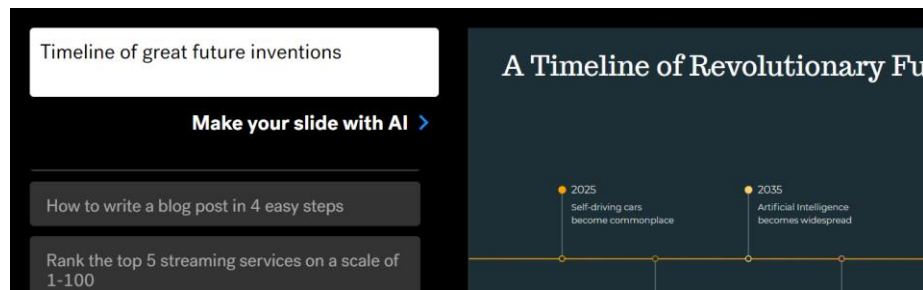 Timeline of great future inventions
Make your slide with AI >
How to write a blog post in 4 easy steps
Rank the top 5 streaming services on a scale of
1-100
A Timeline of Revolutionary
2025
Self-driving cars
become commonplace
2035
Artificial Intelligence
becomes widespread